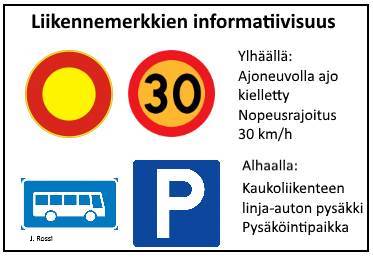 Liikennemerkkien informatiivisuus
30
Ylhäällä:
Ajoneuvolla ajo
kielletty
Nopeusrajoitus
30 km/h
P
Alhaalla:
Kaukoliikenteen
linja-auton pysäkki
Pysäköintipaikka
J. Rossi